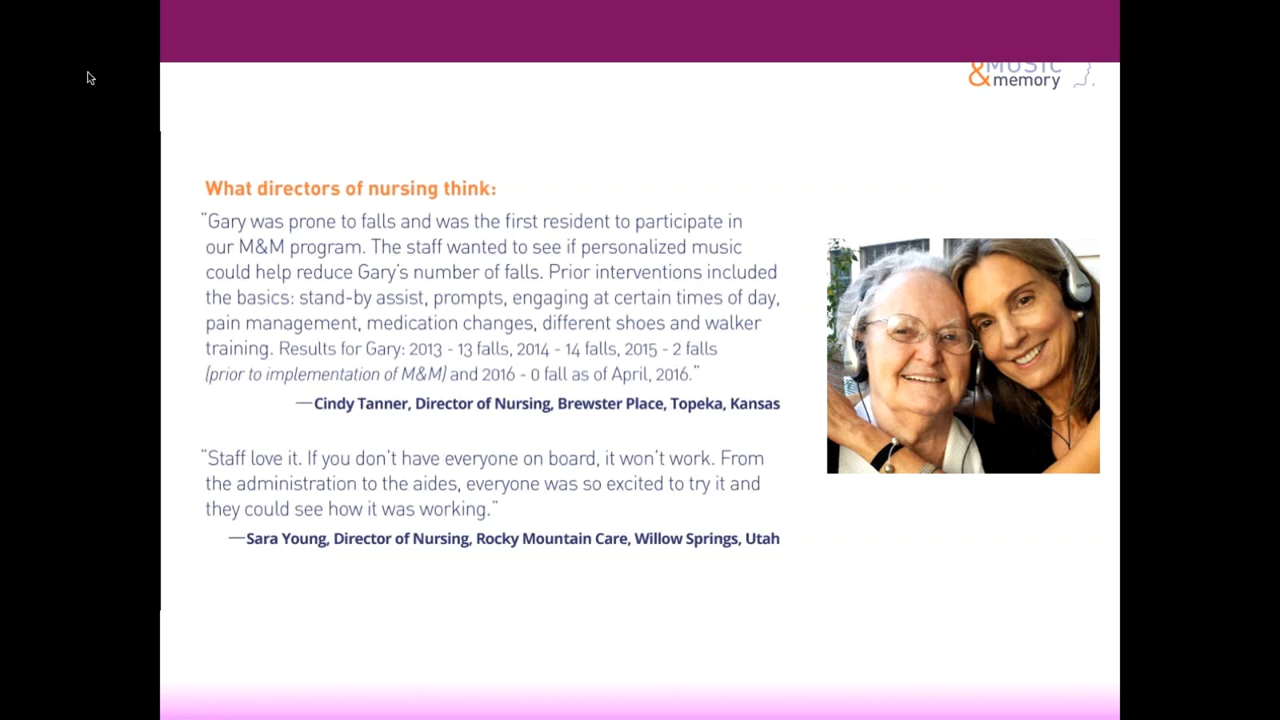 &MUSIC
&memory
What directors of nursing think:
"Gary was prone to falls and was the first resident to participate in
our M&M program. The staff wanted to see if personalized music
could help reduce Gary's number of falls. Prior interventions included
the basics: stand-by assist, prompts, engaging at certain times of day,
pain management, medication changes, different shoes and walker
training. Results for Gary: 2013 - 13 falls, 2014 - 14 falls, 2015 - 2 falls
(prior to implementation of M&M) and 2016 - 0 fall as of April, 2016."
—Cindy Tanner, Director of Nursing, Brewster Place, Topeka, Kansas
"Staff love it. If you don't have everyone on board, it won't work. From
the administration to the aides, everyone was so excited to try it and
they could see how it was working."
—Sara Young, Director of Nursing, Rocky Mountain Care, Willow Springs, Utah